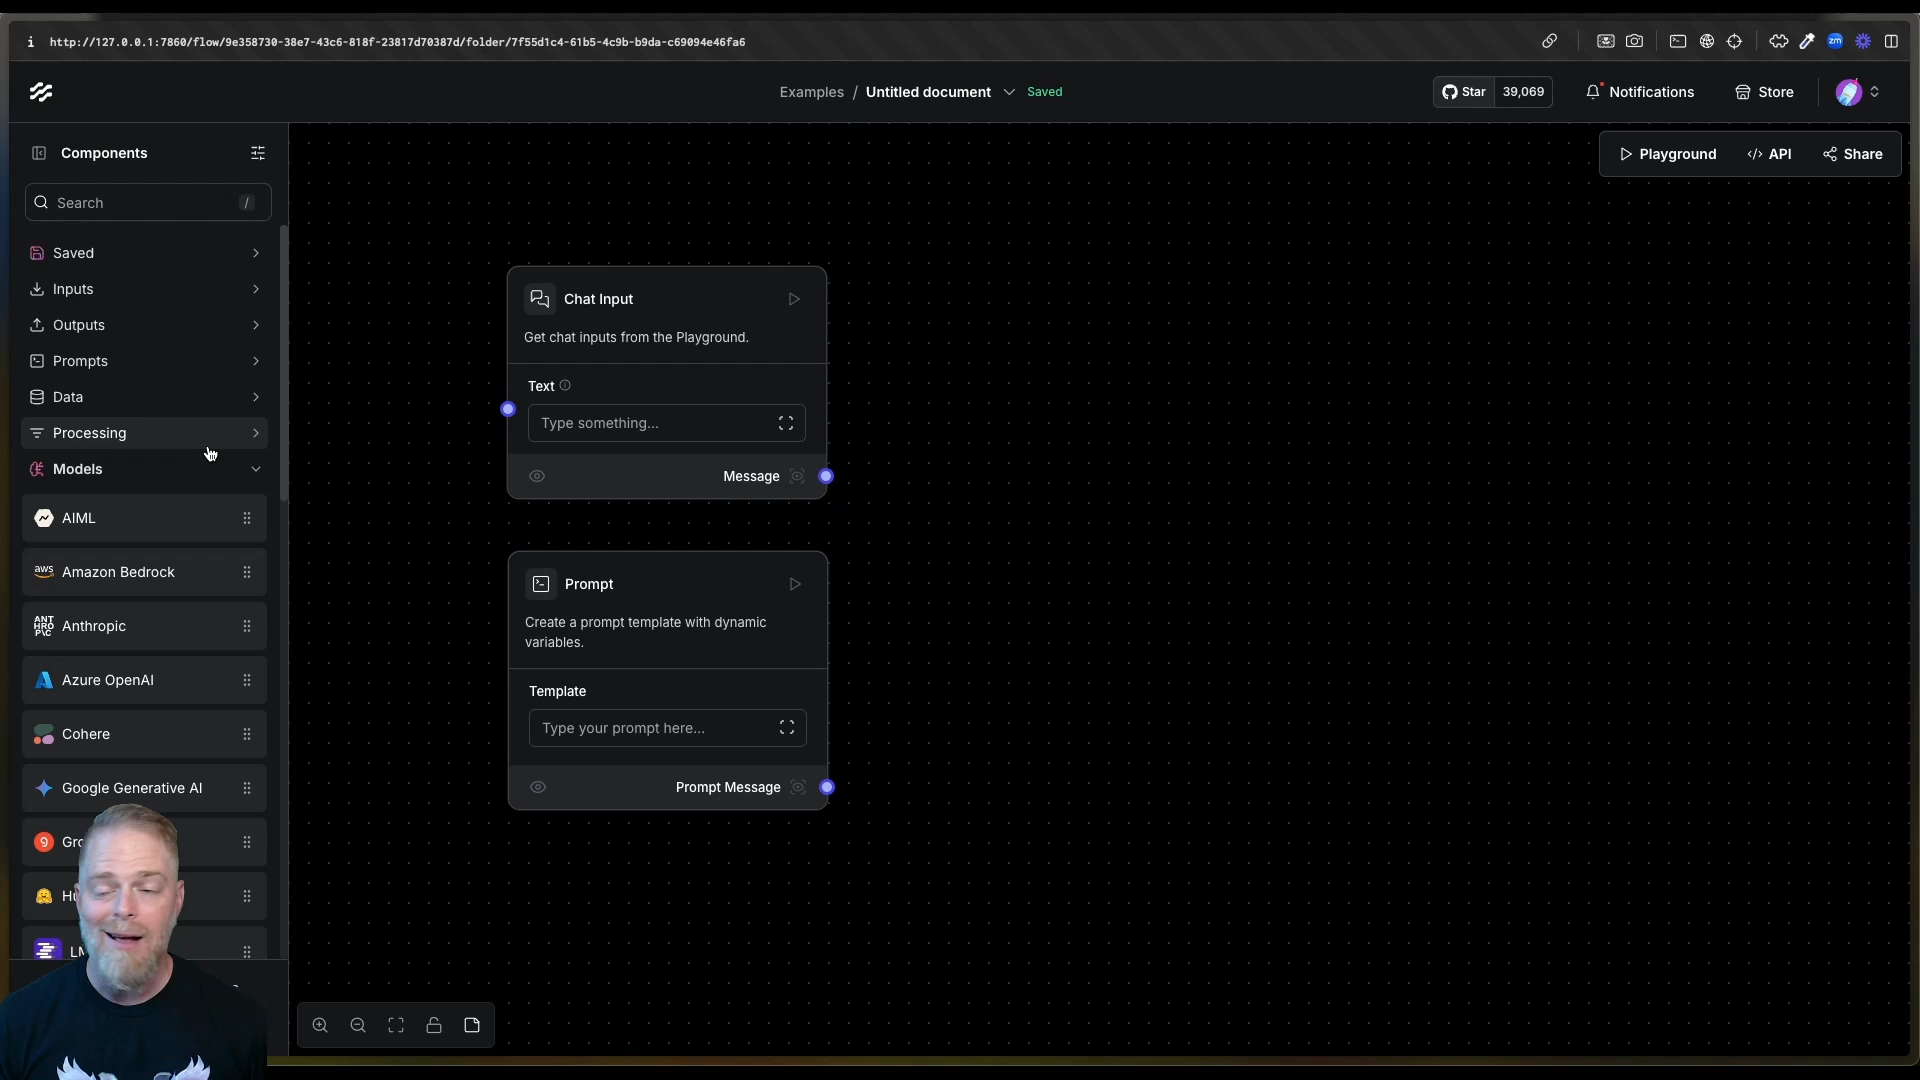 http://127.0.0.1:7860/flow/9e358730-38e7-43c6-818f-23817d70387d/folder/7f55d1c4-61b5-4c9b-b9da-c69094e46fa6
zm
Examples / Untitled document Saved
Star 39,069
Notifications
Store
Components
Playground
</> API
Share
Search /
Saved
Inputs
Outputs
Prompts
Data
Processing
Models
AIML
aws Amazon Bedrock
ANTHROP\C Anthropic
Azure OpenAI
Cohere
Google Generative AI
Chat Input
Get chat inputs from the Playground.
Text
Type something...
Message
Prompt
Create a prompt template with dynamic
variables.
Template
Type your prompt here...
Prompt Message